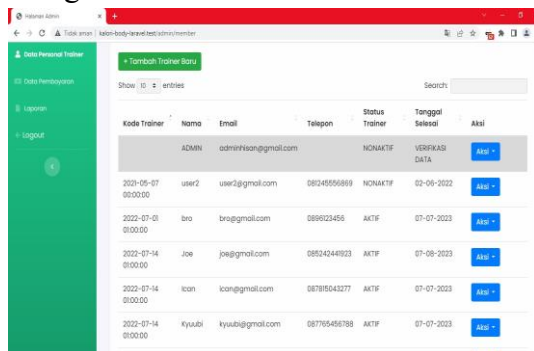 Halaman Admin
Tidak aman | kalori-body-laravel.test/admin/member
Data Personal Trainer
Data Pembayaran
Laporan
Logout
+ Tambah Trainer Baru
Show 10 entries
Search:
Kode Trainer Nama Email Telepon Status Trainer Tanggal Selesai Aksi
ADMIN adminhisan@gmail.com NONAKTIF VERIFIKASI DATA Aksi
2021-05-07 00:00:00 user2 user2@gmail.com 081245556869 NONAKTIF 02-06-2022 Aksi
2022-07-01 01:00:00 bro bro@gmail.com 0896123456 AKTIF 07-07-2023 Aksi
2022-07-14 01:00:00 Joe joe@gmail.com 085242441923 AKTIF 07-08-2023 Aksi
2022-07-14 01:00:00 Ican ican@gmail.com 087815043277 AKTIF 07-07-2023 Aksi
2022-07-14 01:00:00 Kyuubi kyuubi@gmail.com 087765456788 AKTIF 07-07-2023 Aksi